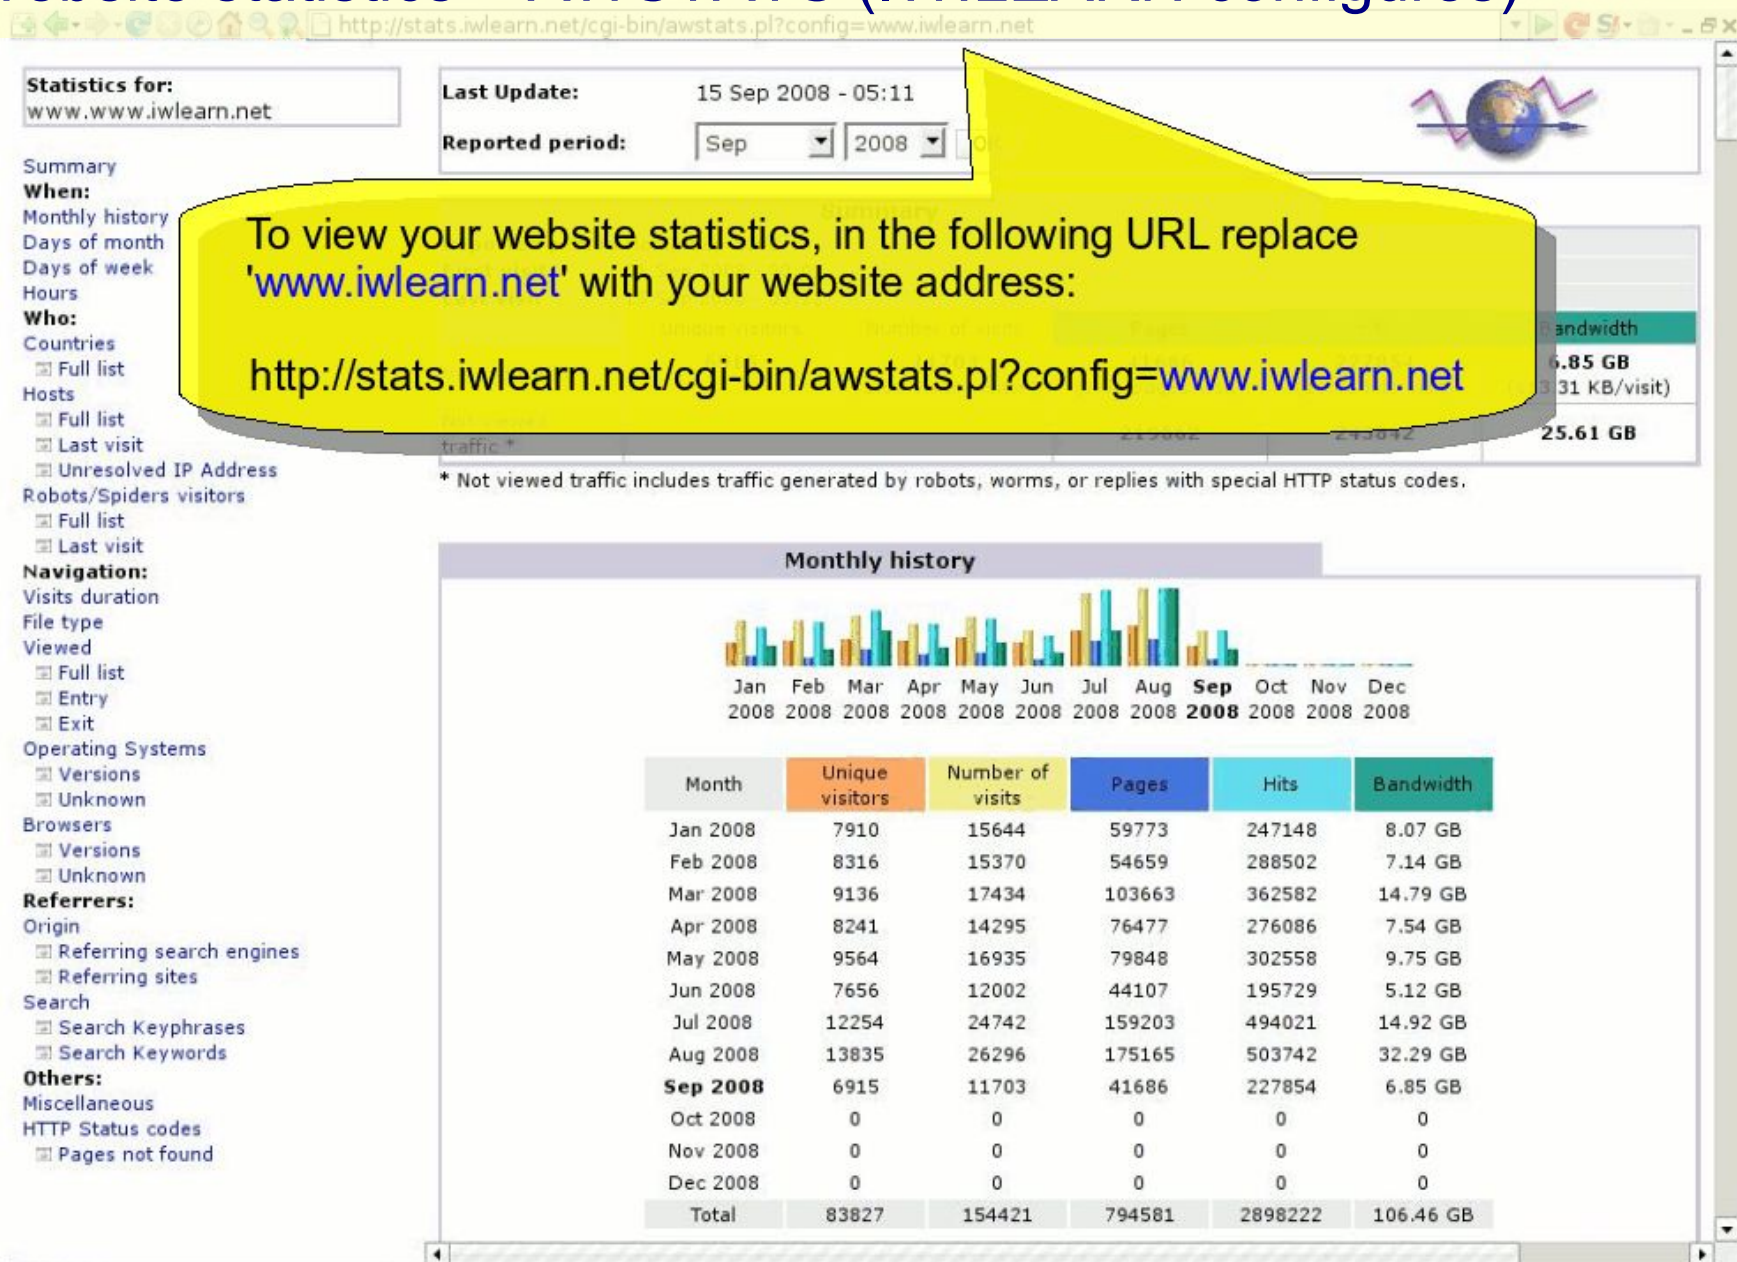 http://stats.iwlearn.net/cgi-bin/awstats.pl?config=www.iwlearn.net
Statistics for:
www.www.iwlearn.net
Last Update: 15 Sep 2008 - 05:11
Reported period: Sep 2008
Summary
When:
Monthly history
Days of month
Days of week
Hours
Who:
Countries
Full list
Hosts
Full list
Last visit
Unresolved IP Address
Robots/Spiders visitors
Full list
Last visit
Navigation:
Visits duration
File type
Viewed
Full list
Entry
Exit
Operating Systems
Versions
Unknown
Browsers
Versions
Unknown
Referrers:
Origin
Referring search engines
Referring sites
Search
Search Keyphrases
Search Keywords
Others:
Miscellaneous
HTTP Status codes
Pages not found
Summary
To view your website statistics, in the following URL replace
'www.iwlearn.net' with your website address:
http://stats.iwlearn.net/cgi-bin/awstats.pl?config=www.iwlearn.net
Bandwidth
6.85 GB
KB/visit)
traffic * 219862 243842 25.61 GB
* Not viewed traffic includes traffic generated by robots, worms, or replies with special HTTP status codes.
Monthly history
Jan Feb Mar Apr May Jun Jul Aug Sep Oct Nov Dec
2008 2008 2008 2008 2008 2008 2008 2008 2008 2008 2008 2008
Month Unique visitors Number of visits Pages Hits Bandwidth
Jan 2008 7910 15644 59773 247148 8.07 GB
Feb 2008 8316 15370 54659 288502 7.14 GB
Mar 2008 9136 17434 103663 362582 14.79 GB
Apr 2008 8241 14295 76477 276086 7.54 GB
May 2008 9564 16935 79848 302558 9.75 GB
Jun 2008 7656 12002 44107 195729 5.12 GB
Jul 2008 12254 24742 159203 494021 14.92 GB
Aug 2008 13835 26296 175165 503742 32.29 GB
Sep 2008 6915 11703 41686 227854 6.85 GB
Oct 2008 0 0 0 0 0
Nov 2008 0 0 0 0 0
Dec 2008 0 0 0 0 0
Total 83827 154421 794581 2898222 106.46 GB